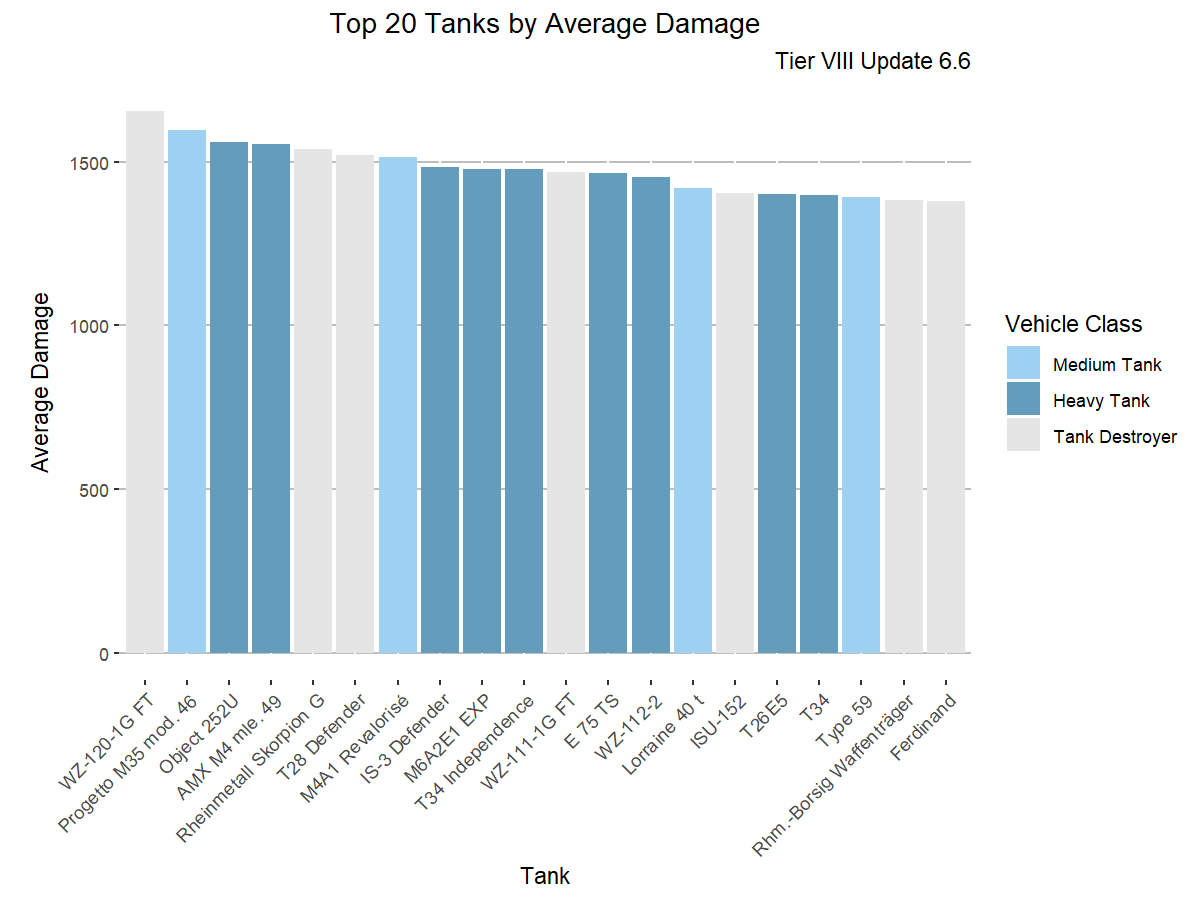 Top 20 Tanks by Average Damage
Tier VIII Update 6.6
Average Damage
1500
1000
500
0
WZ-120-1G FT
Progetto M35 mod. 46
Object 252U
AMX M4 mle. 49
Rheinmetall Skorpion G
T28 Defender
M4A1 Revalorisé
IS-3 Defender
M6A2E1 EXP
T34 Independence
WZ-111-1G FT
E 75 TS
WZ-112-2
Lorraine 40 t
ISU-152
T26E5
T34
Type 59
Rhm.-Borsig Waffenträger
Ferdinand
Tank
Vehicle Class
Medium Tank
Heavy Tank
Tank Destroyer